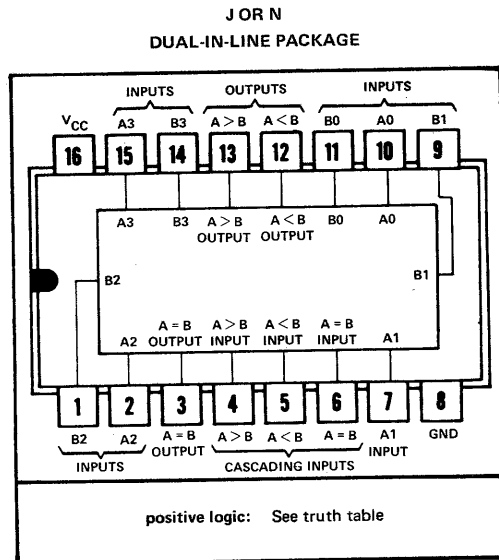 J OR N
DUAL-IN-LINE PACKAGE
INPUTS OUTPUTS INPUTS
VCC A3 B3 A > B A < B B0 A0 B1
16 15 14 13 12 11 10 9
A3 B3 A > B A < B B0 A0
OUTPUT OUTPUT
B2 B1
A = B A > B A < B A = B
A2 OUTPUT INPUT INPUT INPUT A1
1 2 3 4 5 6 7 8
B2 A2 A = B A > B A < B A = B A1 GND
INPUTS OUTPUT CASCADING INPUTS INPUT
positive logic: See truth table